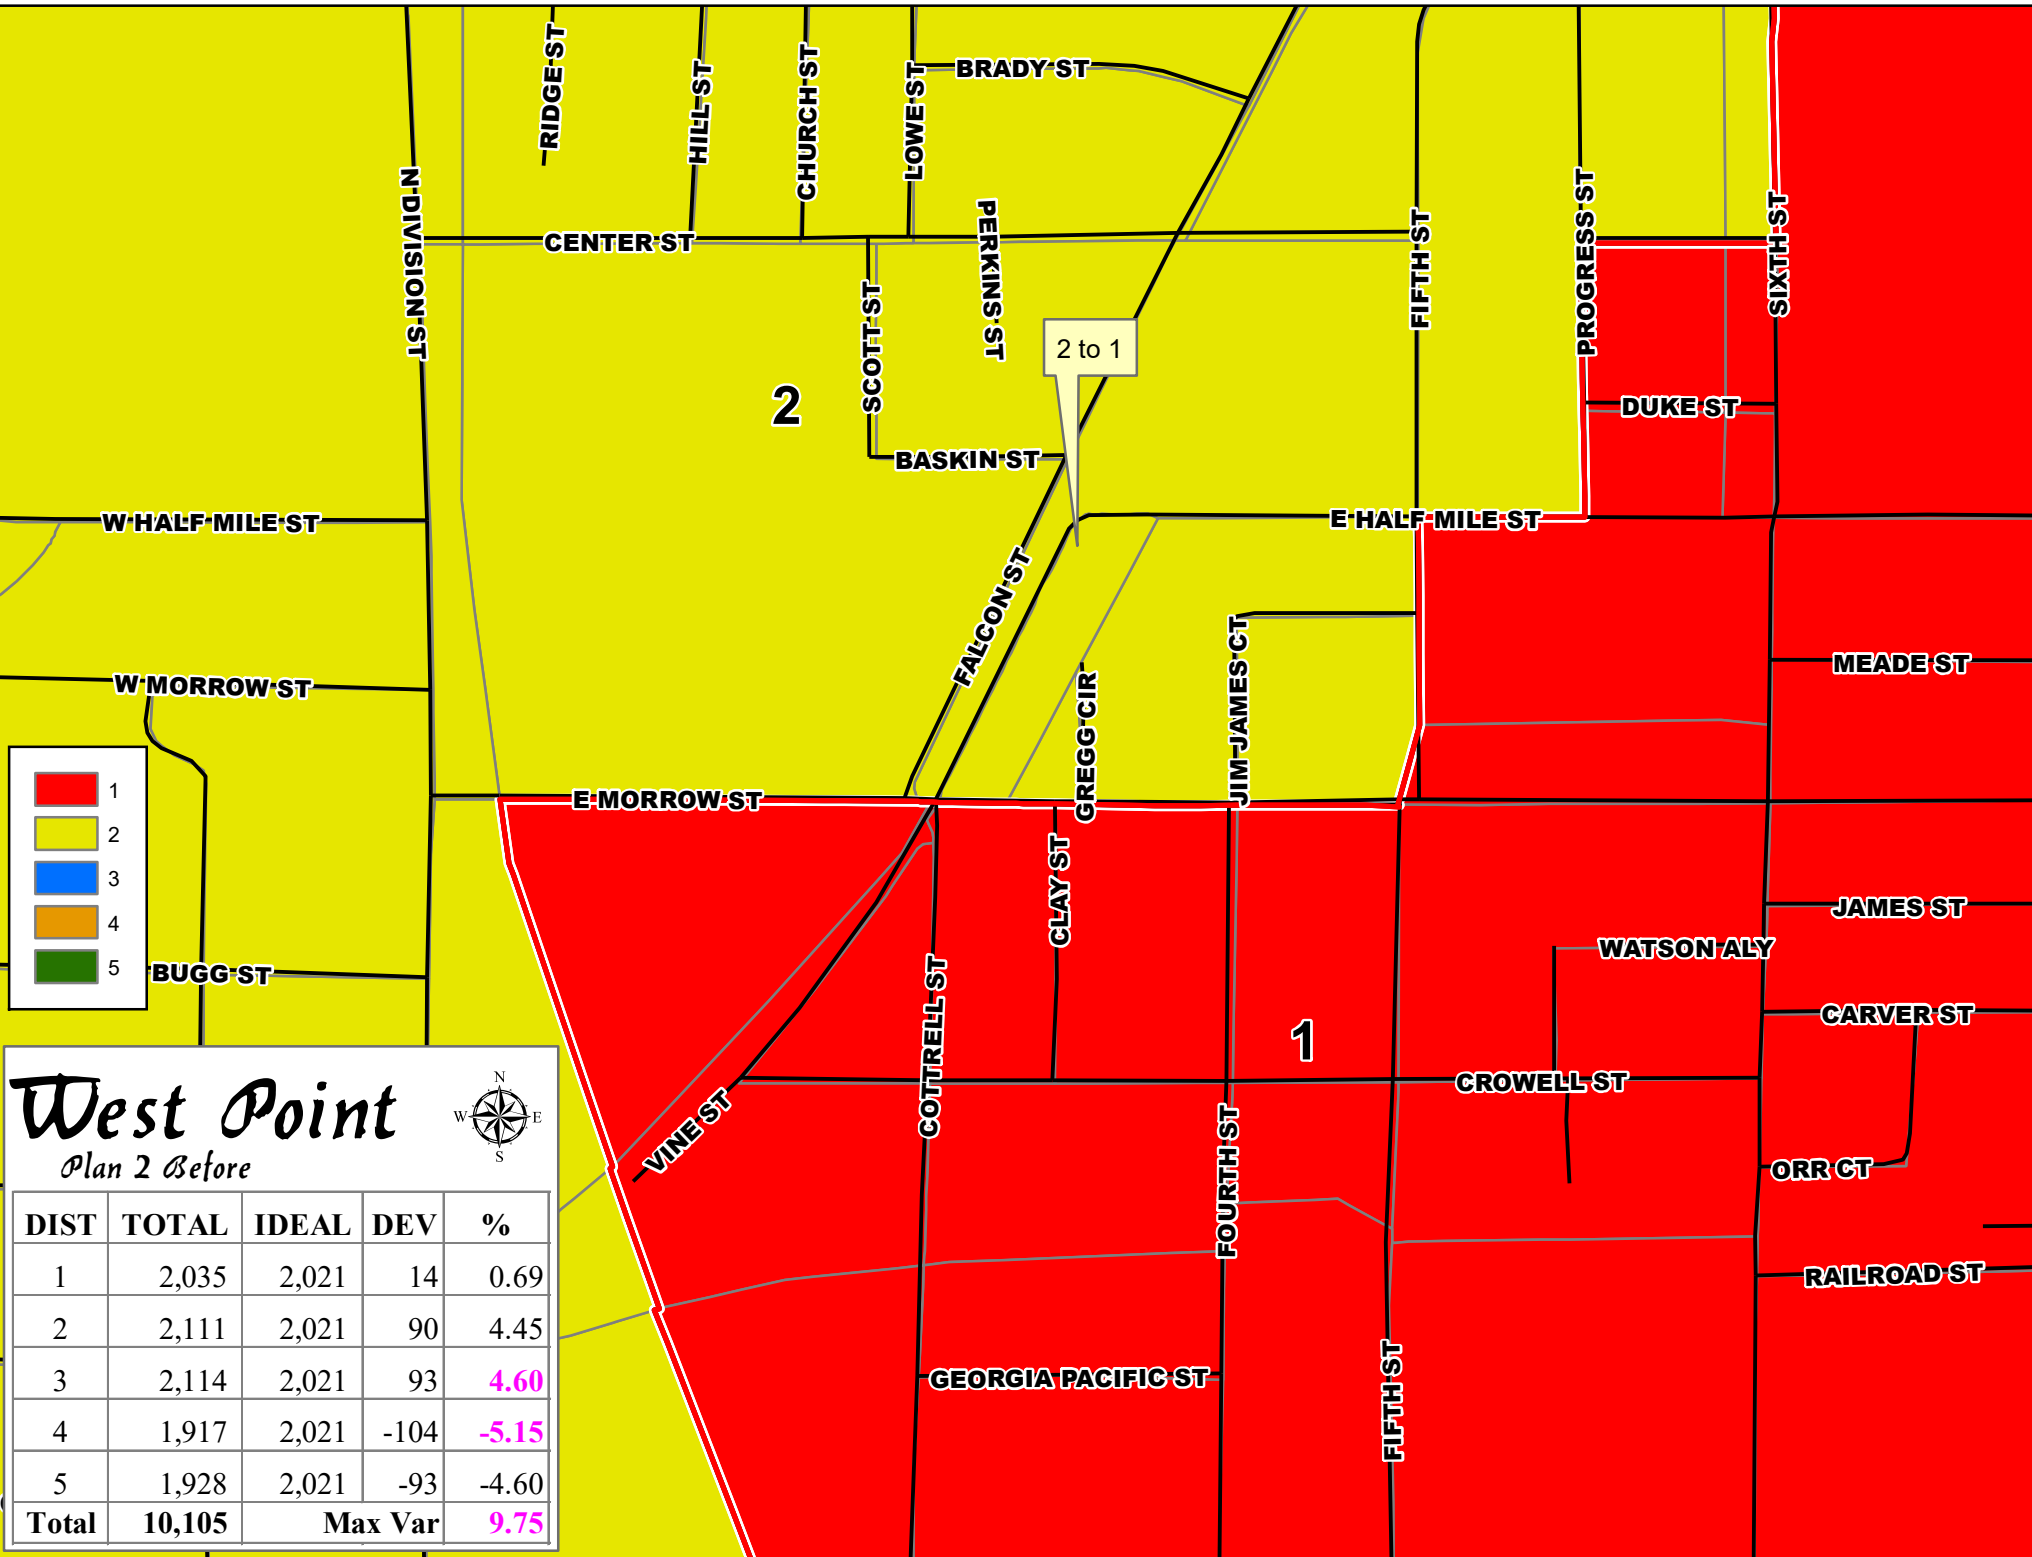 RIDGE ST
HILL ST
CHURCH ST
LOWE ST
BRADY ST
N DIVISION ST
CENTER ST
PERKINS ST
SCOTT ST
FIFTH ST
PROGRESS ST
SIXTH ST
2 to 1
2
DUKE ST
BASKIN ST
W HALF MILE ST
E HALF MILE ST
FALCON ST
W MORROW ST
GREGG CIR
JIM JAMES CT
MEADE ST
E MORROW ST
1
2
3
4
5
CLAY ST
JAMES ST
WATSON ALY
BUGG ST
COTTRELL ST
CARVER ST
1
CROWELL ST
VINE ST
FOURTH ST
ORR CT
RAILROAD ST
GEORGIA PACIFIC ST
FIFTH ST
West Point
N
W E
S
Plan 2 Before
DIST TOTAL IDEAL DEV %
1 2,035 2,021 14 0.69
2 2,111 2,021 90 4.45
3 2,114 2,021 93 4.60
4 1,917 2,021 -104 -5.15
5 1,928 2,021 -93 -4.60
Total 10,105 Max Var 9.75